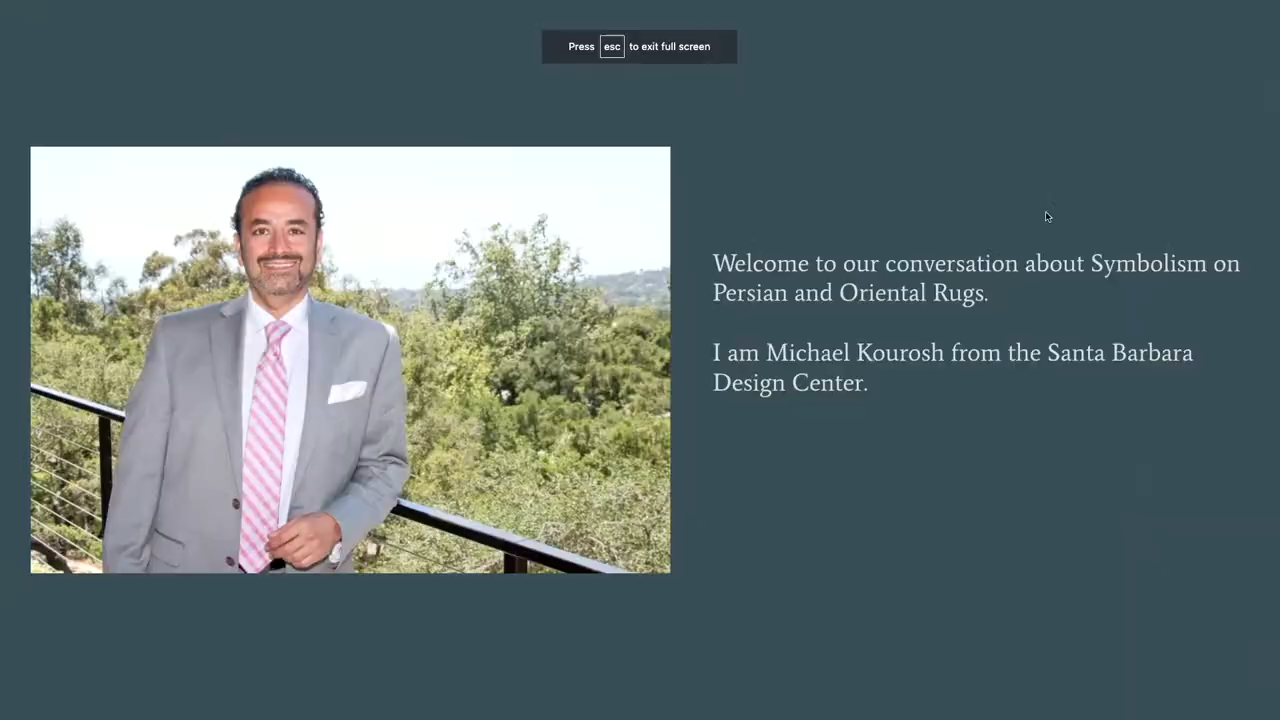 Press esc to exit full screen
Welcome to our conversation about Symbolism on
Persian and Oriental Rugs.
I am Michael Kourosh from the Santa Barbara
Design Center.